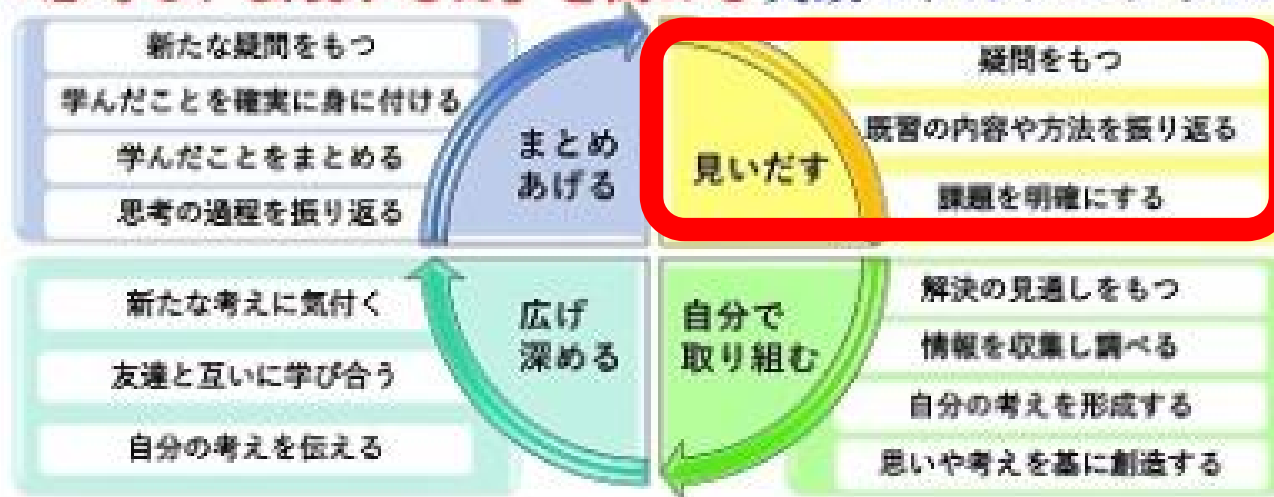 新たな疑問をもつ
学んだことを確実に身に付ける
学んだことをまとめる
思考の過程を振り返る
まとめ
あげる
見いだす
疑問をもつ
既習の内容や方法を振り返る
課題を明確にする
新たな考えに気付く
友達と互いに学び合う
自分の考えを伝える
広げ
深める
自分で
取り組む
解決の見通しをもつ
情報を収集し調べる
自分の考えを形成する
思いや考えを基に創造する